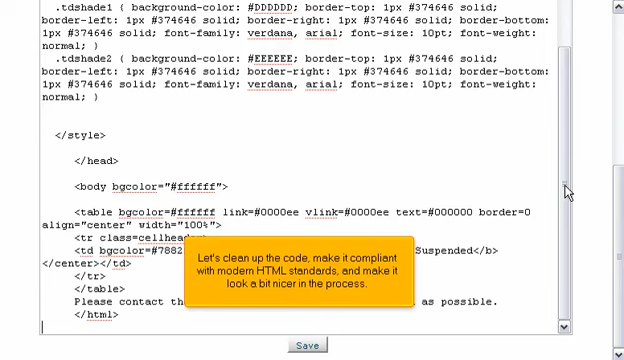 .tdshade1 { background-color: #DDDDDD; border-top: 1px #374646 solid;
border-left: 1px #374646 solid; border-right: 1px #374646 solid; border-bottom:
1px #374646 solid; font-family: verdana, arial; font-size: 10pt; font-weight:
normal; }
.tdshade2 { background-color: #EEEEEE; border-top: 1px #374646 solid;
border-left: 1px #374646 solid; border-right: 1px #374646 solid; border-bottom:
1px #374646 solid; font-family: verdana, arial; font-size: 10pt; font-weight:
normal; }
</style>
</head>
<body bgcolor="#ffffff">
<table bgcolor=#ffffff link=#0000ee vlink=#0000ee text=#000000 border=0
align="center" width="100%">
<tr class=cellheader
<td bgcolor=#7882 Suspended</b>
</center></td>
</tr>
</table>
Please contact th as possible.
</html>
Let's clean up the code, make it compliant
with modern HTML standards, and make it
look a bit nicer in the process.
Save